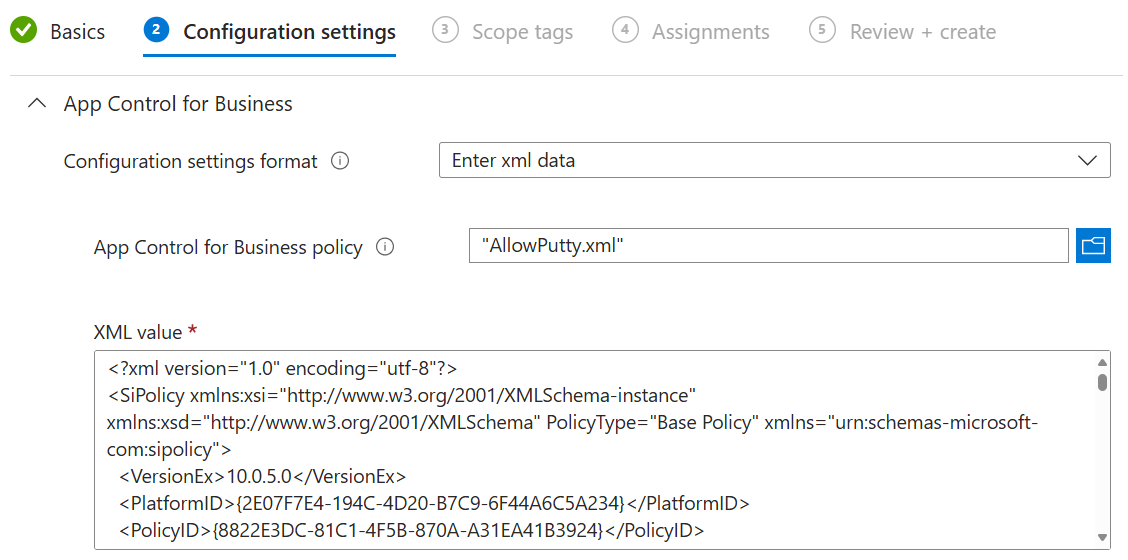 Basics
2 Configuration settings
3 Scope tags
4 Assignments
5 Review + create
App Control for Business
Configuration settings format
Enter xml data
App Control for Business policy
"AllowPutty.xml"
XML value *
<?xml version="1.0" encoding="utf-8"?>
<SiPolicy xmlns:xsi="http://www.w3.org/2001/XMLSchema-instance"
xmlns:xsd="http://www.w3.org/2001/XMLSchema" PolicyType="Base Policy" xmlns="urn:schemas-microsoft-
com:sipolicy">
<VersionEx>10.0.5.0</VersionEx>
<PlatformID>{2E07F7E4-194C-4D20-B7C9-6F44A6C5A234}</PlatformID>
<PolicyID>{8822E3DC-81C1-4F5B-870A-A31EA41B3924}</PolicyID>